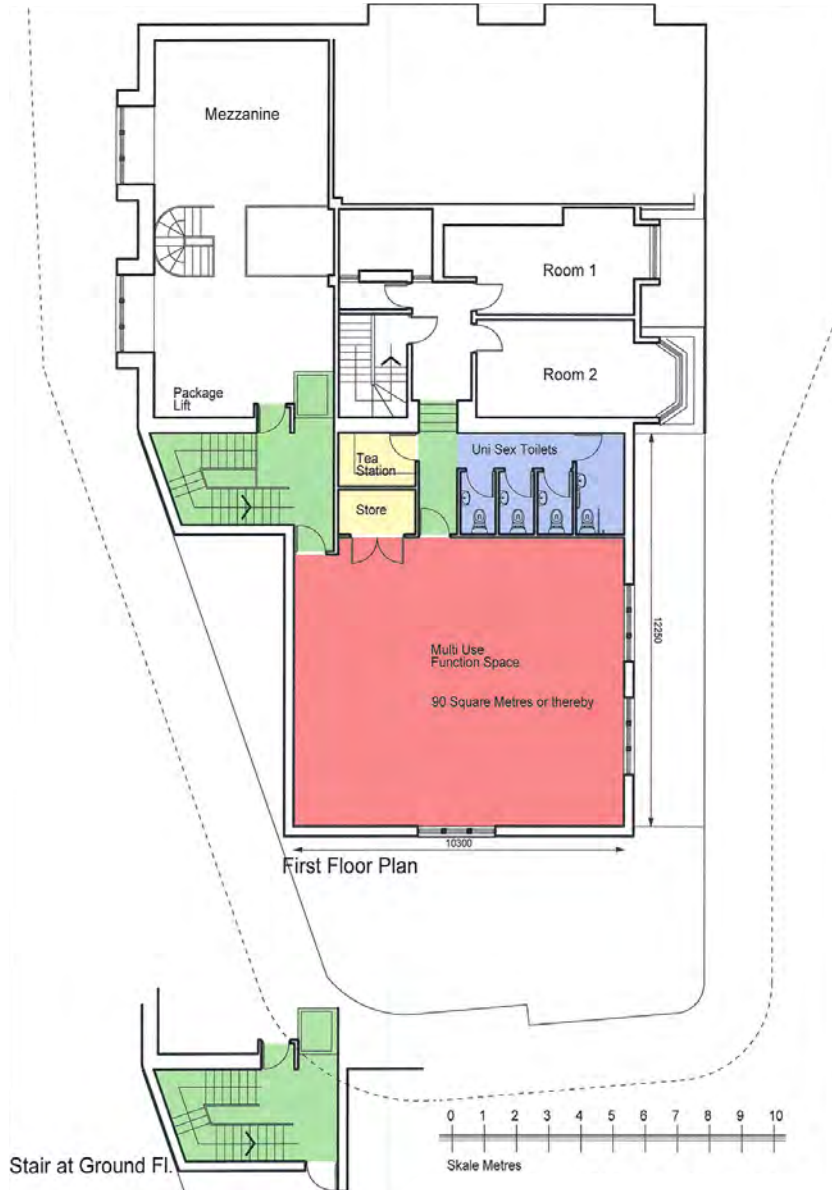 Mezzanine
Room 1
Room 2
Package
Lift
Tea
Station
Uni Sex Toilets
Store
12250
Multi Use
Function Space
90 Square Metres or thereby
10300
First Floor Plan
0 1 2 3 4 5 6 7 8 9 10
Skale Metres
Stair at Ground Fl.